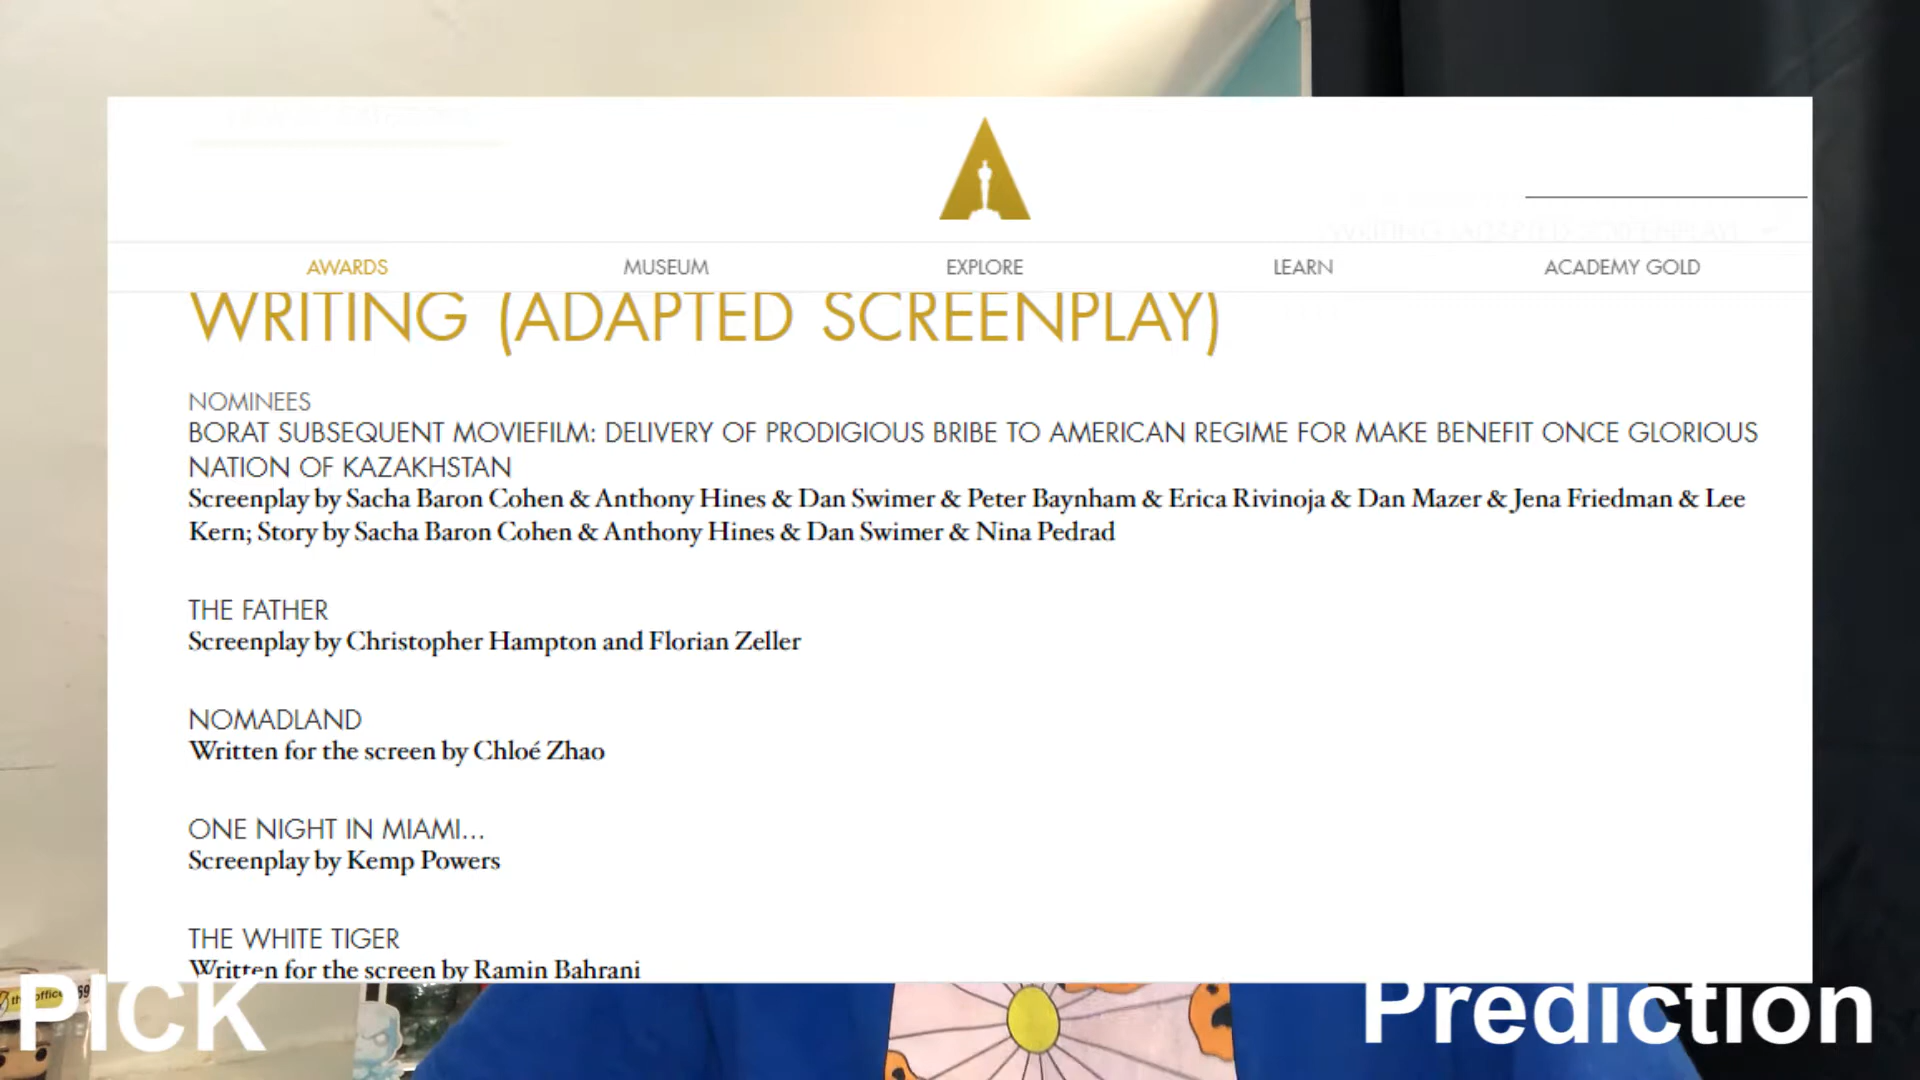 AWARDS MUSEUM EXPLORE LEARN ACADEMY GOLD
WRITING (ADAPTED SCREENPLAY)
NOMINEES
BORAT SUBSEQUENT MOVIEFILM: DELIVERY OF PRODIGIOUS BRIBE TO AMERICAN REGIME FOR MAKE BENEFIT ONCE GLORIOUS
NATION OF KAZAKHSTAN
Screenplay by Sacha Baron Cohen & Anthony Hines & Dan Swimer & Peter Baynham & Erica Rivinoja & Dan Mazer & Jena Friedman & Lee
Kern; Story by Sacha Baron Cohen & Anthony Hines & Dan Swimer & Nina Pedrad
THE FATHER
Screenplay by Christopher Hampton and Florian Zeller
NOMADLAND
Written for the screen by Chloé Zhao
ONE NIGHT IN MIAMI...
Screenplay by Kemp Powers
THE WHITE TIGER
Written for the screen by Ramin Bahrani
the office 69
PICK
Prediction